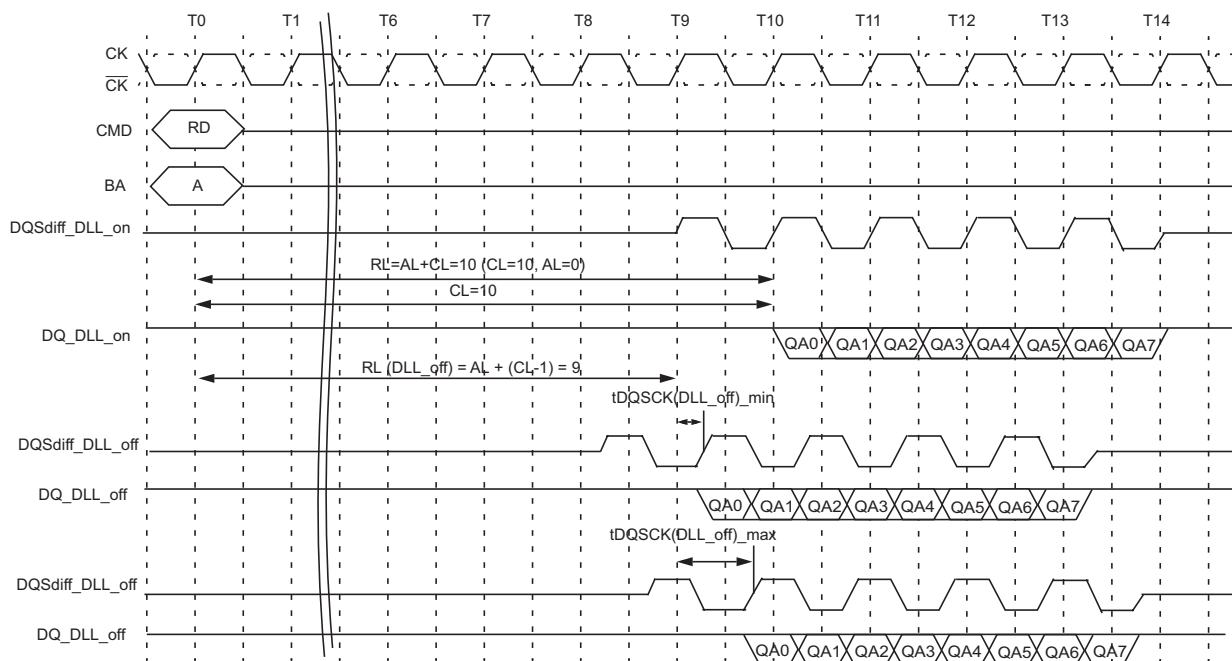 T0 T1 T6 T7 T8 T9 T10 T11 T12 T13 T14
CK
CK
CMD RD
BA A
DQSdiff_DLL_on
RL=AL+CL=10 (CL=10, AL=0)
CL=10
DQ_DLL_on QA0 QA1 QA2 QA3 QA4 QA5 QA6 QA7
RL (DLL_off) = AL + (CL-1) = 9
tDQSCK(DLL_off)_min
DQSdiff_DLL_off
DQ_DLL_off QA0 QA1 QA2 QA3 QA4 QA5 QA6 QA7
tDQSCK(DLL_off)_max
DQSdiff_DLL_off
DQ_DLL_off QA0 QA1 QA2 QA3 QA4 QA5 QA6 QA7